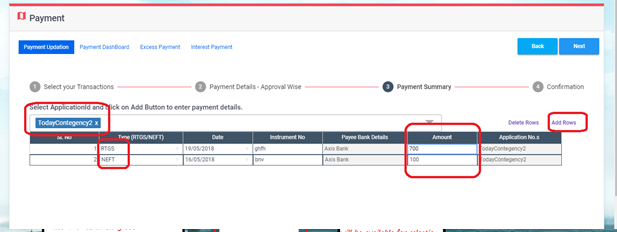 Payment
Payment Updation Payment DashBoard Excess Payment Interest Payment Back Next
1 Select your Transactions 2 Payment Details - Approval Wise 3 Payment Summary 4 Confirmation
Select ApplicationId and click on Add Button to enter payment details.
TodayContegency2 x Delete Rows Add Rows
Sl. No Type (RTGS/NEFT) Date Instrument No Payee Bank Details Amount Application No.s
1 RTGS 19/05/2018 ghfh Axis Bank 700 TodayContegency2
2 NEFT 16/05/2018 bnv Axis Bank 100 TodayContegency2